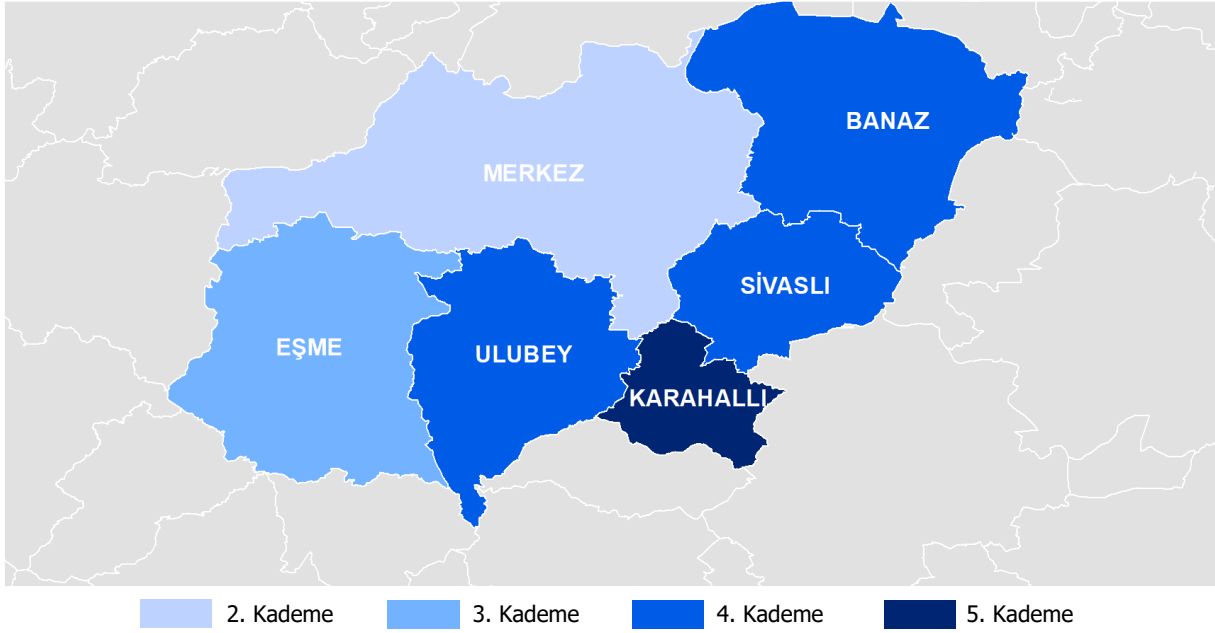 BANAZ
MERKEZ
SİVASLI
EŞME
ULUBEY
KARAHALLI
2. Kademe
3. Kademe
4. Kademe
5. Kademe